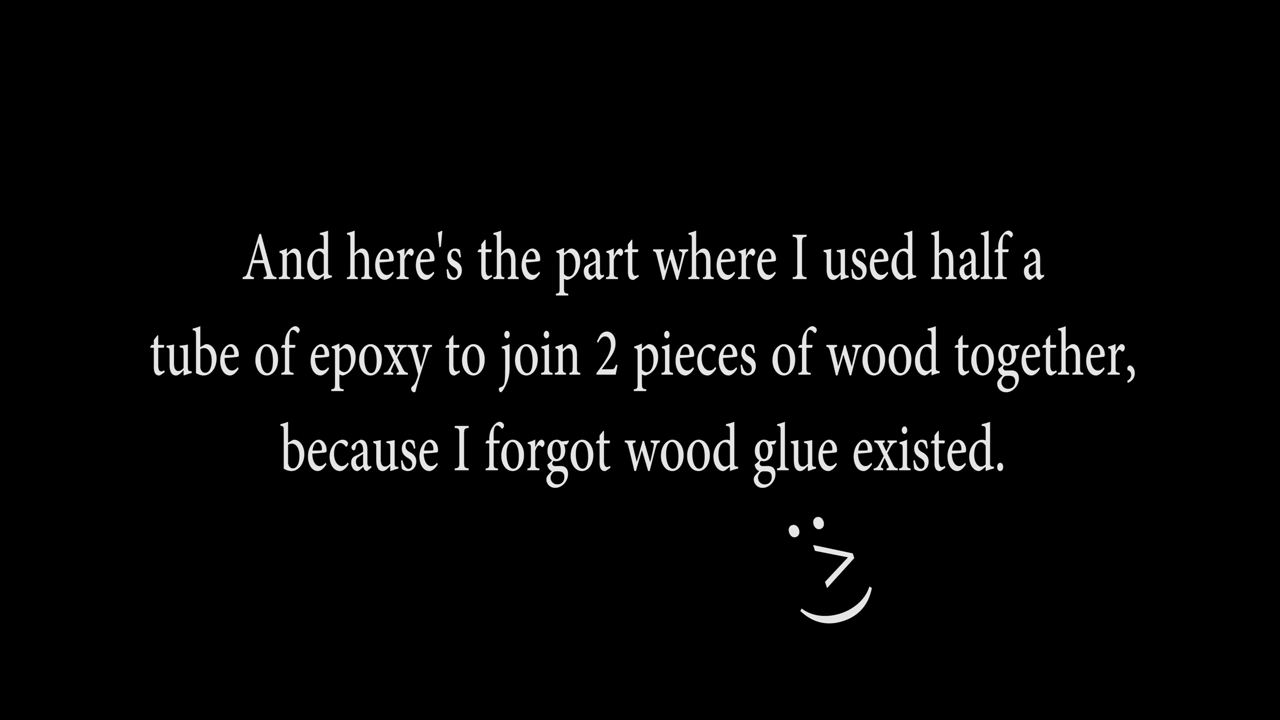 And here's the part where I used half a
tube of epoxy to join 2 pieces of wood together,
because I forgot wood glue existed.
:>)